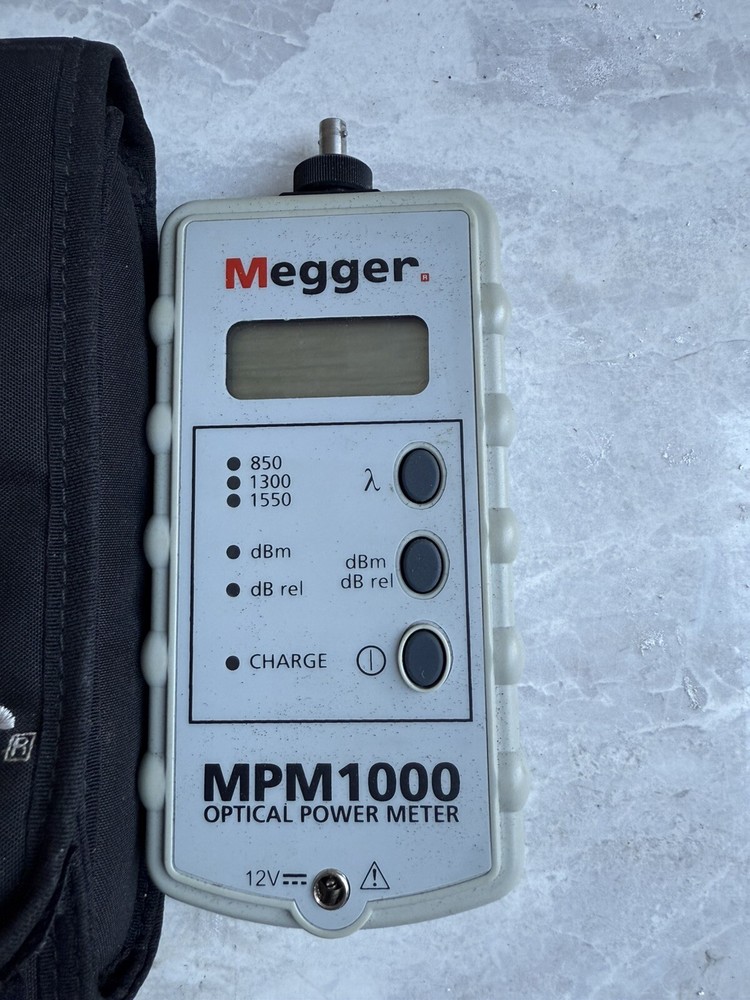 Megger®
850
1300
1550
λ
dBm
dBm
dB rel
dB rel
CHARGE
MPM1000
OPTICAL POWER METER
12V
®